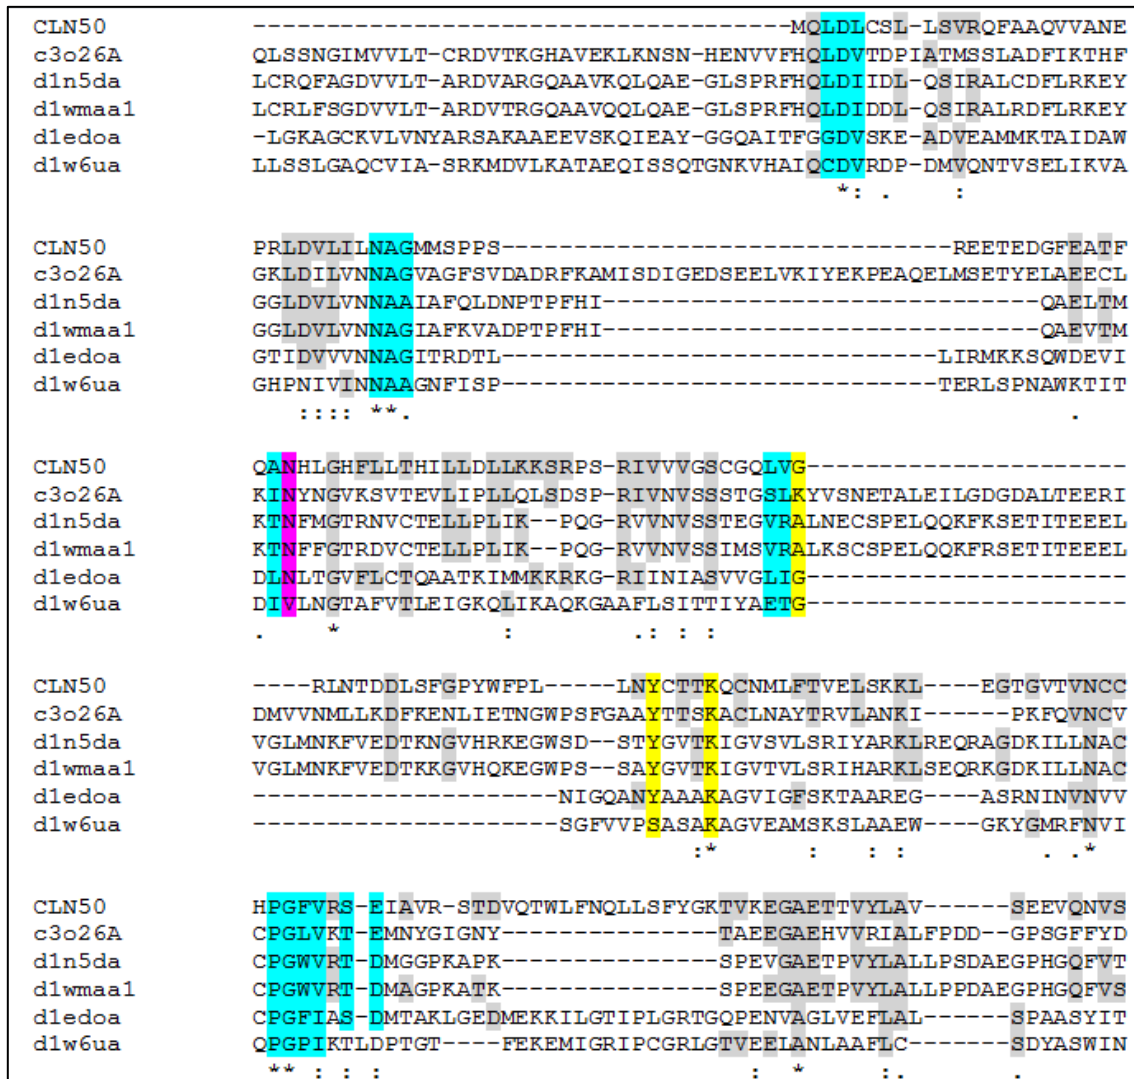 CLN50 ------------------------------MQLDLCSL-LSVRQFAAQVVANE
c3o26A QLSSNGIMVVLT-CRDVTKGHAVEKLKNSN-HENVVFHQLDVTDPIATMSSLADFIKTHF
d1n5da LCRQFAGDVVLT-ARDVARGQAAVKQLQAE-GLSPRFHQLDIIDL-QSIRALCDFLRKEY
d1wmaa1 LCRLFSGDVVLT-ARDVTRGQAAVQQLQAE-GLSPRFHQLDIDDL-QSIRALRDFLRKEY
d1edoa -LGKAGCKVLVNYARSAKAAEEVSKQIEAY-GGQAITFGGDVSKE-ADVEAMMKTAIDAW
d1w6ua LLSSLGAQCVIA-SRKMDVLKATAEQISSQTGNKVHAIQCDVRDP-DMVQNTVSELIKVA
*: . :
CLN50 PRLDVLILNAGMMSPPS------------------------------REETEDGFEATF
c3o26A GKLDILVNNAGVAGFSVDADRFKAMISDIGEDSEELVKIYEKPEAQELMSETYELAEECL
d1n5da GGLDVLVNNAAIAFQLDNPTPFHI-----------------------------QAELTM
d1wmaa1 GGLDVLVNNAGIAFKVADPTPFHI-----------------------------QAEVTM
d1edoa GTIDVVVNNAGITRDTL-----------------------------LIRMKKSQWDEVI
d1w6ua GHPNIVINNAAGNFISP-----------------------------TERLSPNAWKTIT
:::: **. .
CLN50 QANHLGHFLLTHILLDLLKKSRPS-RIVVVGSCGQLVG---------------------
c3o26A KINYNGVKSVTEVLIPLLQLSDSP-RIVNVSSSTGSLKYVSNETALEILGDGDALTEERI
d1n5da KTNFMGTRNVCTELLPLIK--PQG-RVVNVSSTEGVRALNECSPELQQKFKSETITEEEL
d1wmaa1 KTNFFGTRDVCTELLPLIK--PQG-RVVNVSSIMSVRALKSCSPELQQKFRSETITEEEL
d1edoa DLNLTGVFLCTQAATKIMMKKRKG-RIINIASVVGLIG---------------------
d1w6ua DIVLNGTAFVTLEIGKQLIKAQKGAAFLSITTIYAETG---------------------
. * : .: : :
CLN50 ----RLNTDDLSFGPYWFPL-----LNYCTTKQCNMLFTVELSKKL----EGTGVTVNCC
c3o26A DMVVNMLLKDFKENLIETNGWPSFGAAYTTSKACLNAYTRVLANKI-----PKFQVNCV
d1n5da VGLMNKFVEDTKNGVHRKEGWSD--STYGVTKIGVSVLSRIYARKLREQRAGDKILLNAC
d1wmaa1 VGLMNKFVEDTKKGVHQKEGWPS--SAYGVTKIGVTVLSRIHARKLSEQRKGDKILLNAC
d1edoa --------------------NIGQANYAAAKAGVIGFSKTAAREG----ASRNINVNVV
d1w6ua --------------------SGFVVPSASAKAGVEAMSKSLAAEW----GKYGMRFNVI
:* : : : . .*
CLN50 HPGFVRS-EIAVR-STDVQTWLFNQLLSFYGKTVKEGAETTVYLAV------SEEVQNVS
c3o26A CPGLVKT-EMNYGIGNY---------------TAEEGAEHVVRIALFPDD--GPSGFFYD
d1n5da CPGWVRT-DMGGPKAPK---------------SPEVGAETPVYLALLPSDAEGPHGQFVT
d1wmaa1 CPGWVRT-DMAGPKATK---------------SPEEGAETPVYLALLPPDAEGPHGQFVS
d1edoa CPGFIAS-DMTAKLGEDMEKKILGTIPLGRTGQPENVAGLVEFLAL------SPAASYIT
d1w6ua QPGPIKTLDPTGT----FEKEMIGRIPCGRLGTVEELANLAAFLC-------SDYASWIN
** : : : : * :. .